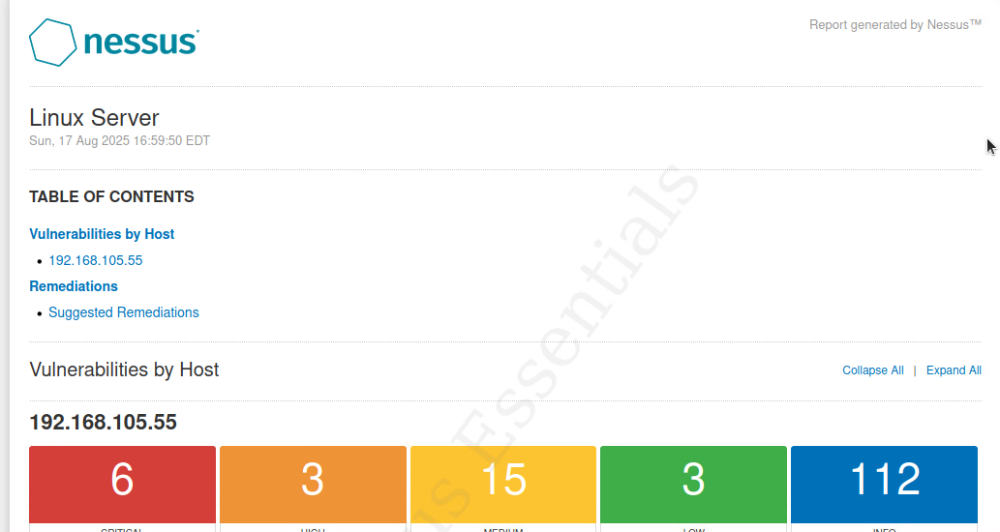 nessus
Report generated by Nessus™
Linux Server
Sun, 17 Aug 2025 16:59:50 EDT
TABLE OF CONTENTS
Vulnerabilities by Host
• 192.168.105.55
Remediations
• Suggested Remediations
Vulnerabilities by Host
Collapse All | Expand All
192.168.105.55
6 3 15 3 112
CRITICAL HIGH MEDIUM LOW INFO
us Essentials